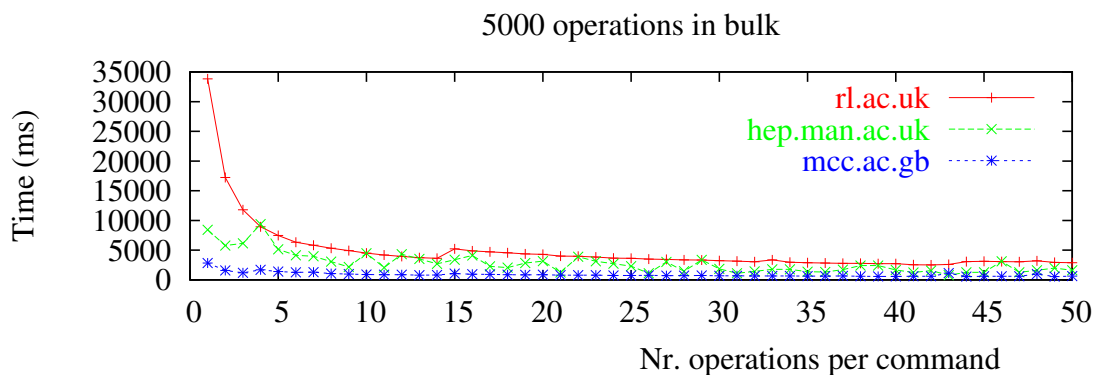 5000 operations in bulk
Time (ms)
35000
30000
25000
20000
15000
10000
5000
0
rl.ac.uk
hep.man.ac.uk
mcc.ac.gb
0 5 10 15 20 25 30 35 40 45 50
Nr. operations per command